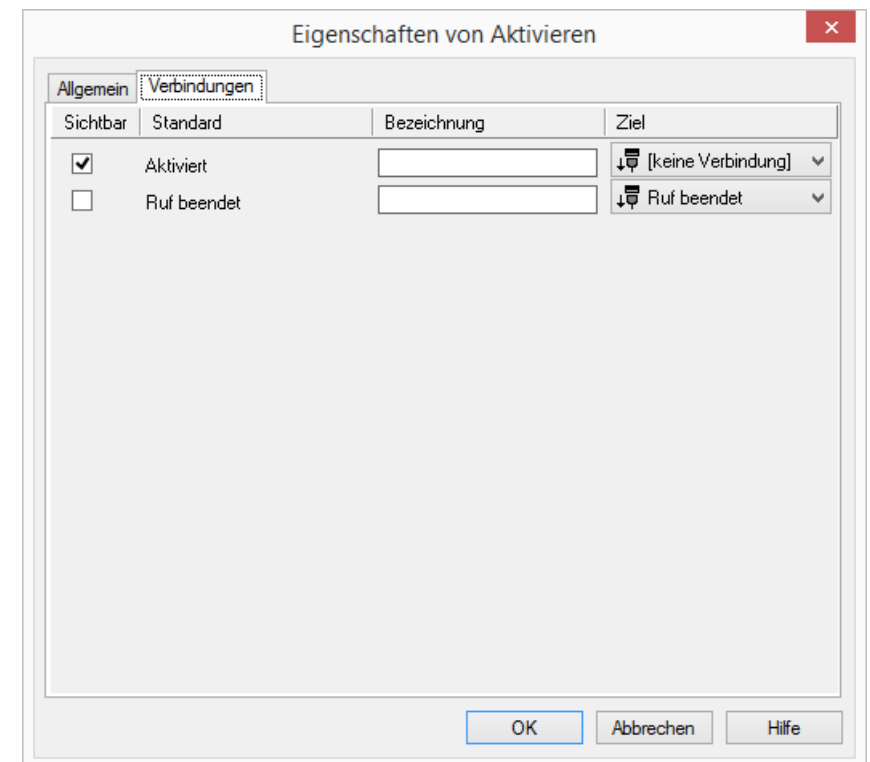 Eigenschaften von Aktivieren
Allgemein Verbindungen
Sichtbar Standard Bezeichnung Ziel
Aktiviert [keine Verbindung]
Ruf beendet Ruf beendet
OK Abbrechen Hilfe